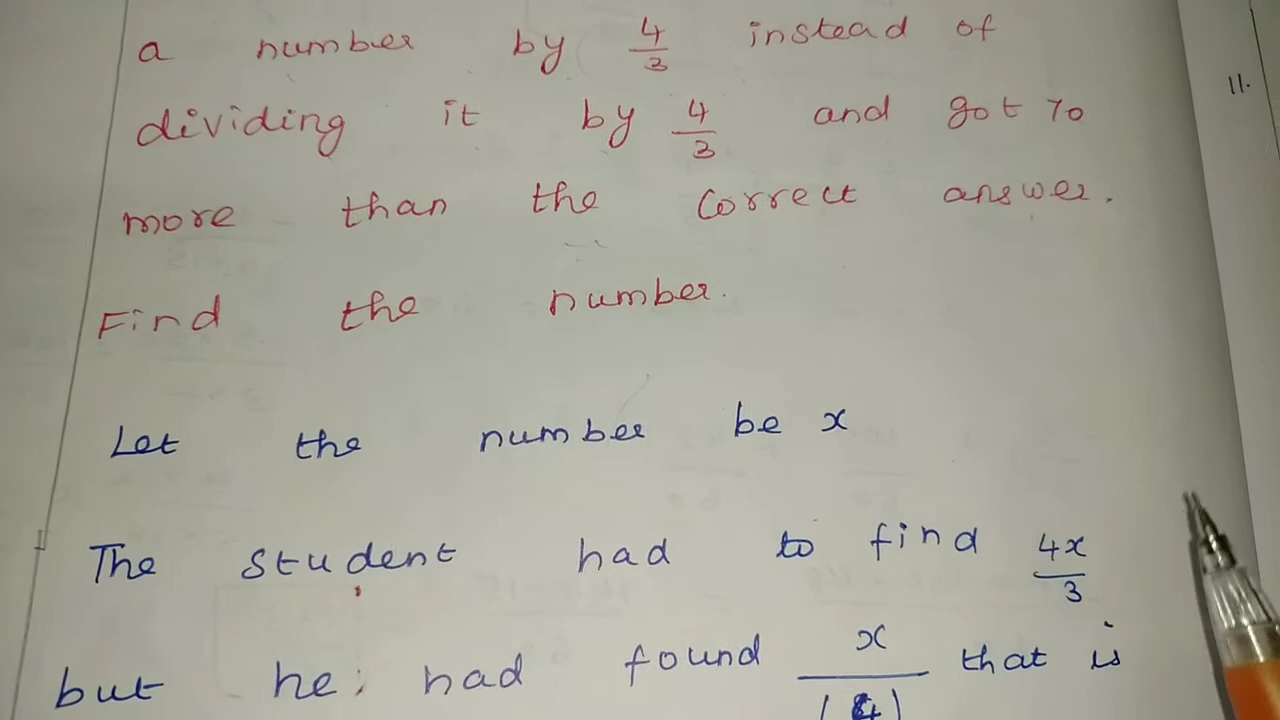 a number by 4/3 instead of
dividing it by 4/3 and got 70
more than the correct answer.
Find the number.
Let the number be x
The student had to find 4x/3
but he had found x/(4) that is
11.